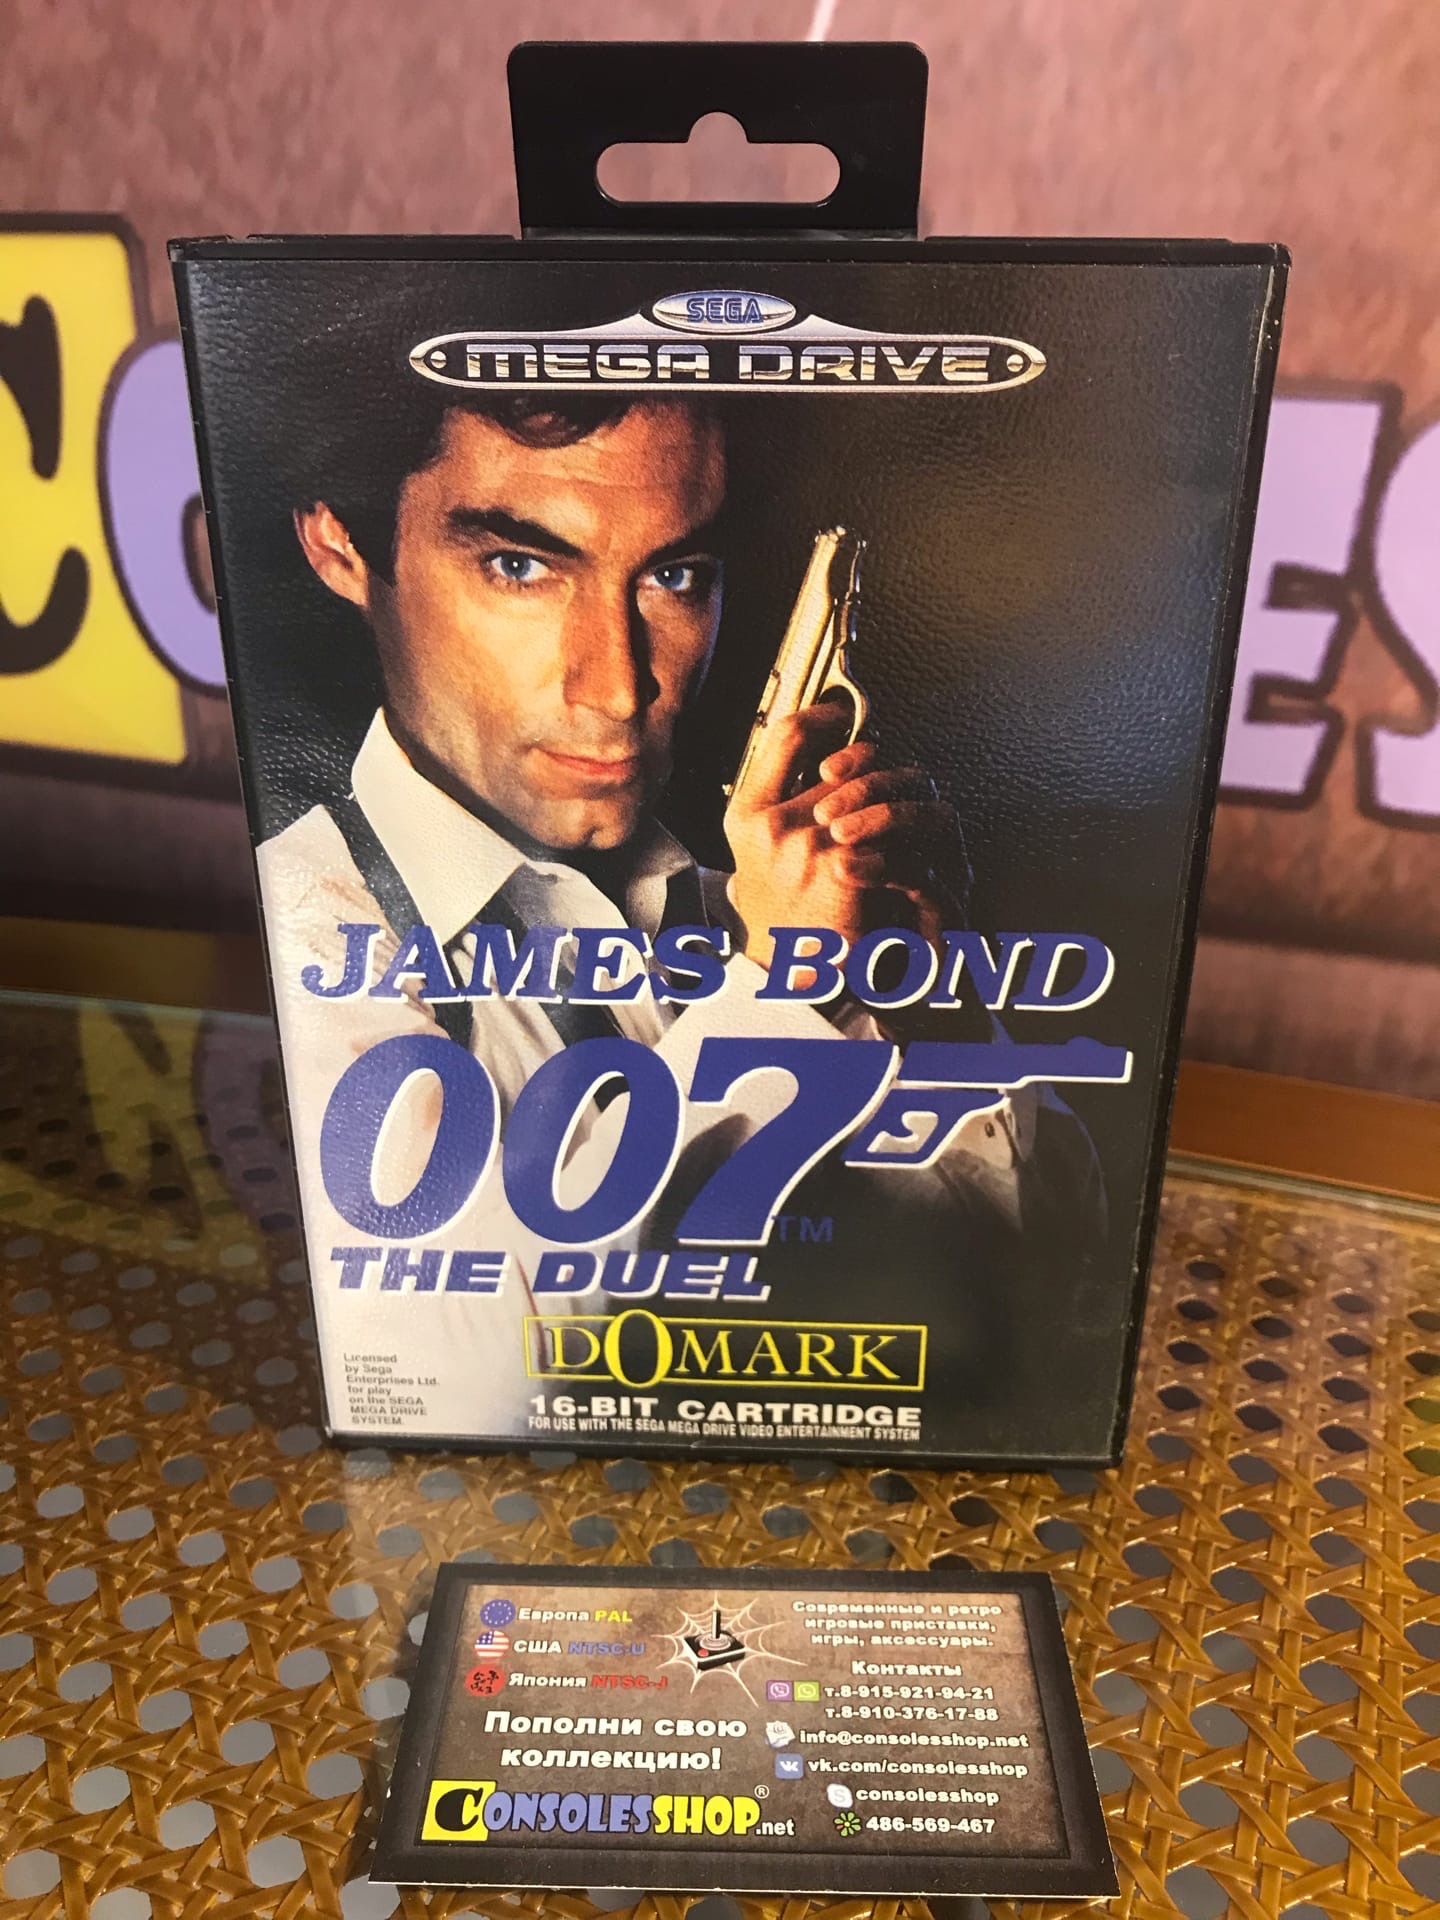 SEGA
MEGA DRIVE
JAMES BOND
007 TM
THE DUEL
DOMARK
16-BIT CARTRIDGE
FOR USE WITH THE SEGA MEGA DRIVE VIDEO ENTERTAINMENT SYSTEM
Licensed
by Sega
Enterprises Ltd.
for play
on the SEGA
MEGA DRIVE
SYSTEM.
Европа PAL
США NTSC-U
Япония NTSC-J
Пополни свою
коллекцию!
CONSOLESSHOP®.net
Современные и ретро
игровые приставки,
игры, аксессуары.
Контакты
т.8-915-921-94-21
т.8-910-376-17-88
info@consolesshop.net
vk.com/consolesshop
consolesshop
486-569-467